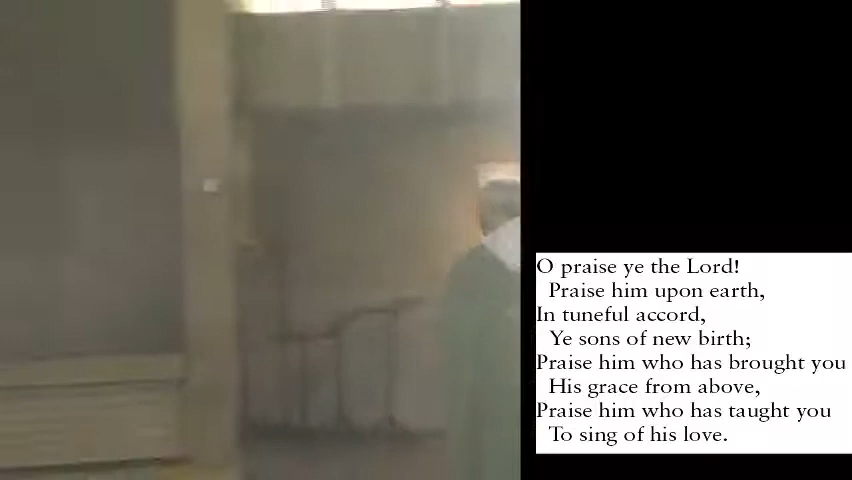 O praise ye the Lord!
Praise him upon earth,
In tuneful accord,
Ye sons of new birth;
Praise him who has brought you
His grace from above,
Praise him who has taught you
To sing of his love.